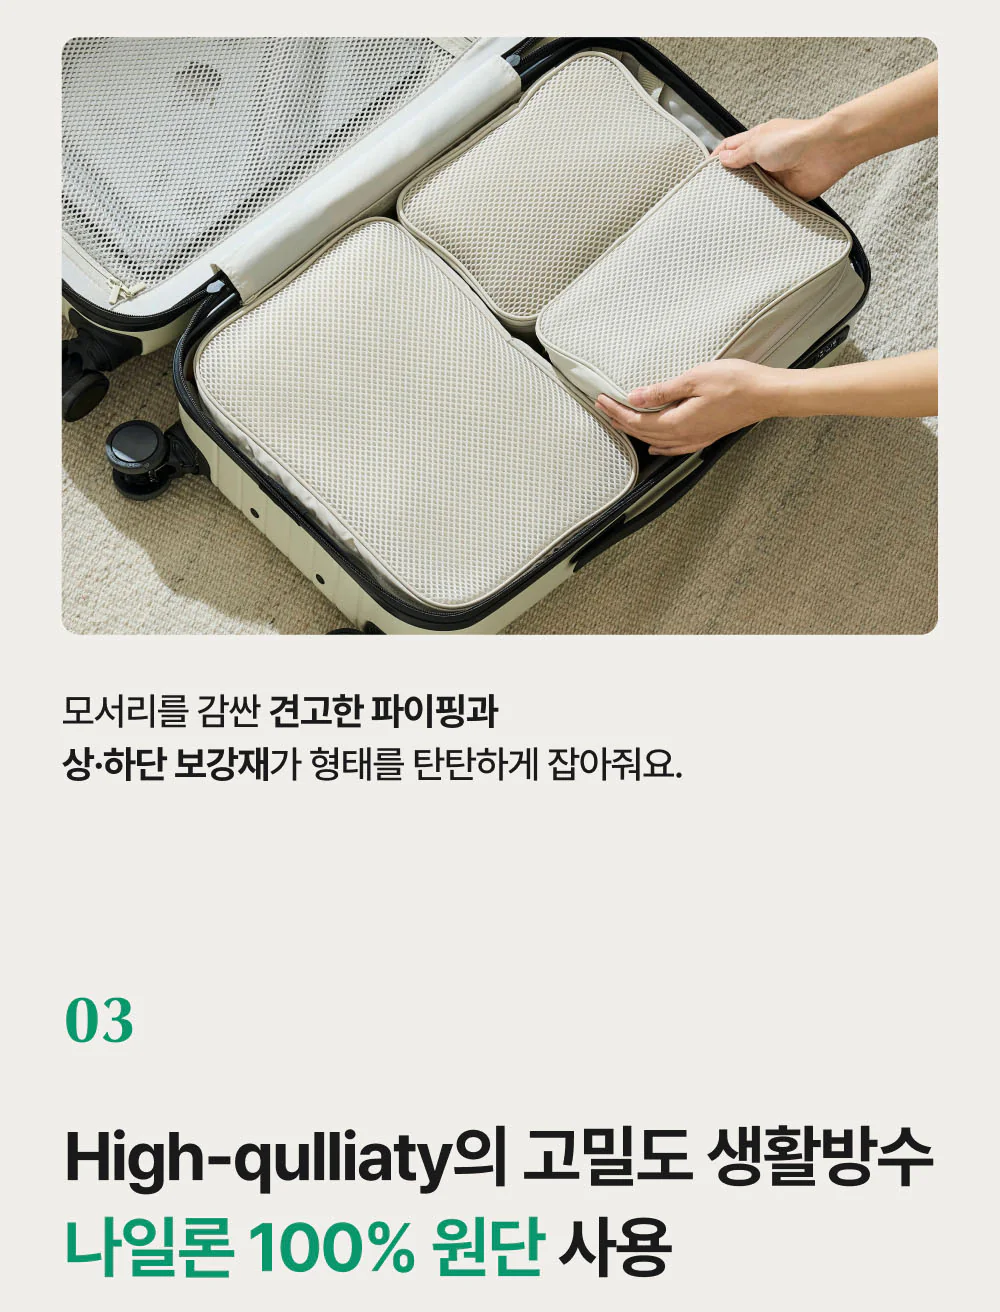 모서리를 감싼 견고한 파이핑과
상·하단 보강재가 형태를 탄탄하게 잡아줘요.
03
High-qulliaty의 고밀도 생활방수
나일론 100% 원단 사용